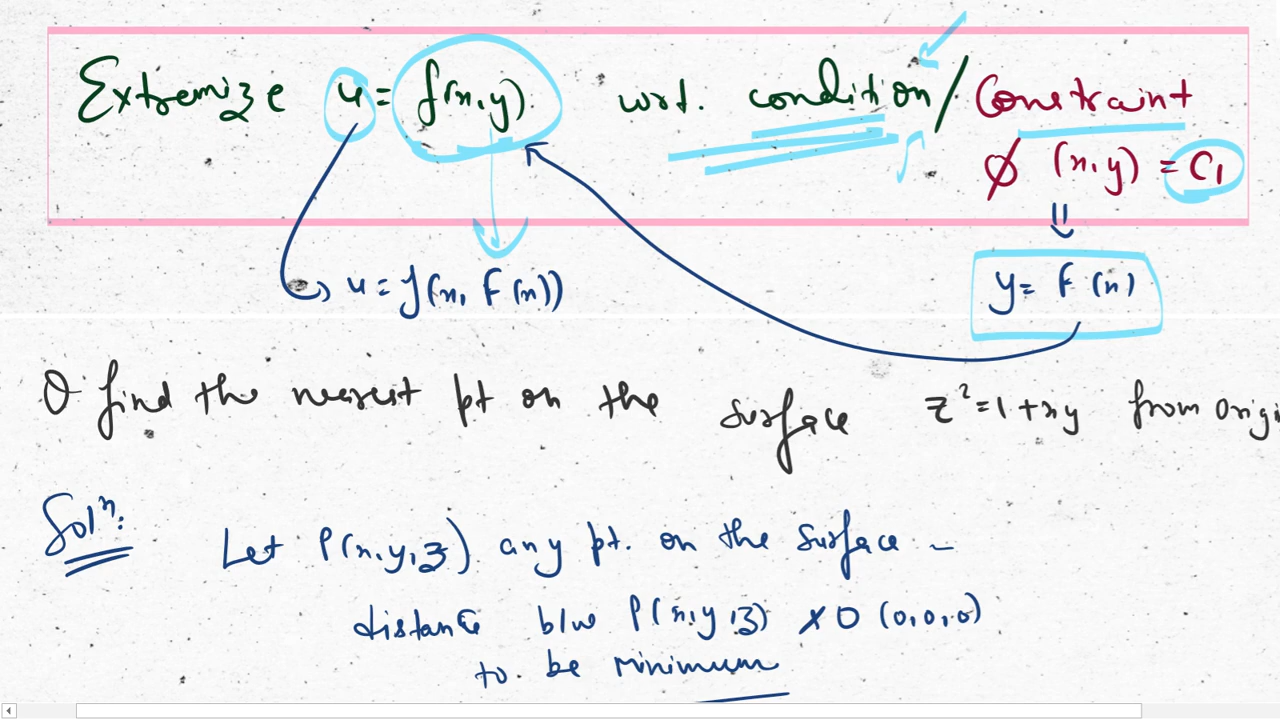 Extremize u = f(x,y) wrt. condition / Constraint
ϕ (x,y) = C₁
⇓
u = f(x, F(x))
y = F(x)
Q find the nearest pt on the surface z² = 1 + xy from origi
Solⁿ:
Let P(x,y,z) any pt. on the surface -
distance b/w P(x,y,z) & O (0,0,0)
to be minimum